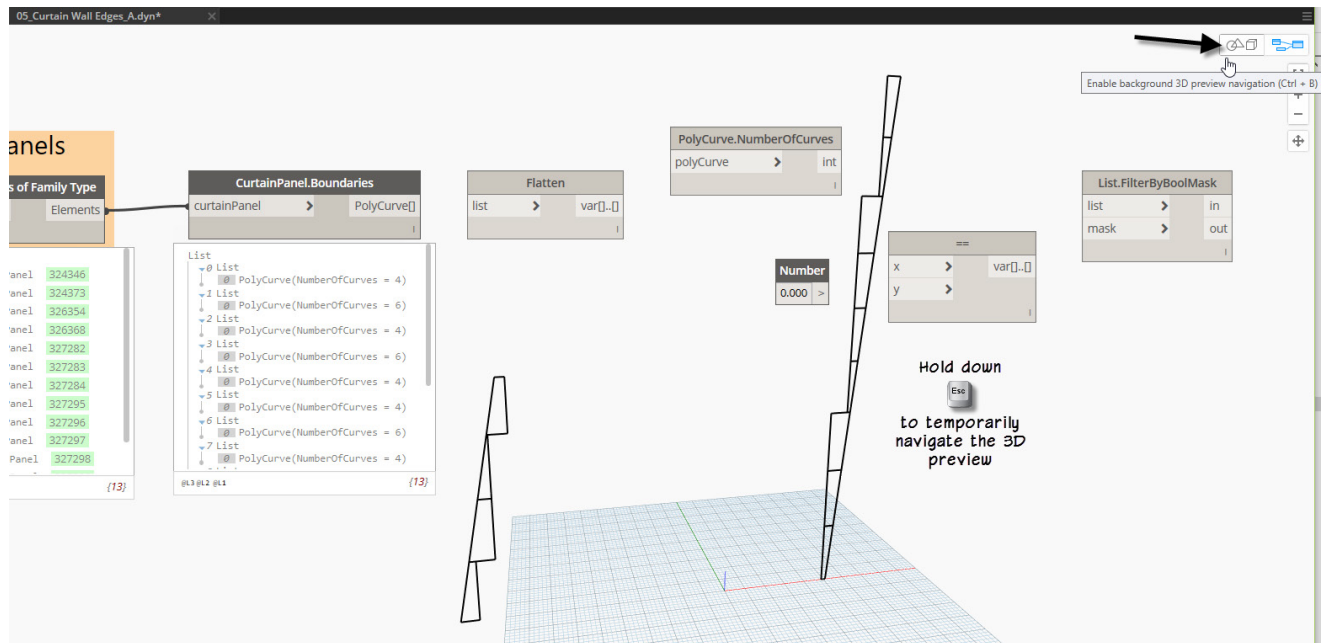 05_Curtain Wall Edges_A.dyn*
Enable background 3D preview navigation (Ctrl + B)
anels
s of Family Type
Elements
anel 324346
anel 324373
anel 326354
anel 326368
anel 327282
anel 327283
anel 327284
anel 327295
anel 327296
anel 327297
Panel 327298
{13}
CurtainPanel.Boundaries
curtainPanel > PolyCurve[]
List
0 List
0 PolyCurve(NumberOfCurves = 4)
1 List
0 PolyCurve(NumberOfCurves = 6)
2 List
0 PolyCurve(NumberOfCurves = 4)
3 List
0 PolyCurve(NumberOfCurves = 6)
4 List
0 PolyCurve(NumberOfCurves = 4)
5 List
0 PolyCurve(NumberOfCurves = 4)
6 List
0 PolyCurve(NumberOfCurves = 6)
7 List
0 PolyCurve(NumberOfCurves = 4)
@L3 @L2 @L1 {13}
Flatten
list > var[]..[]
l
PolyCurve.NumberOfCurves
polyCurve > int
l
Number
0.000 >
==
x > var[]..[]
y >
l
List.FilterByBoolMask
list > in
mask > out
l
Hold down
Esc
to temporarily
navigate the 3D
preview